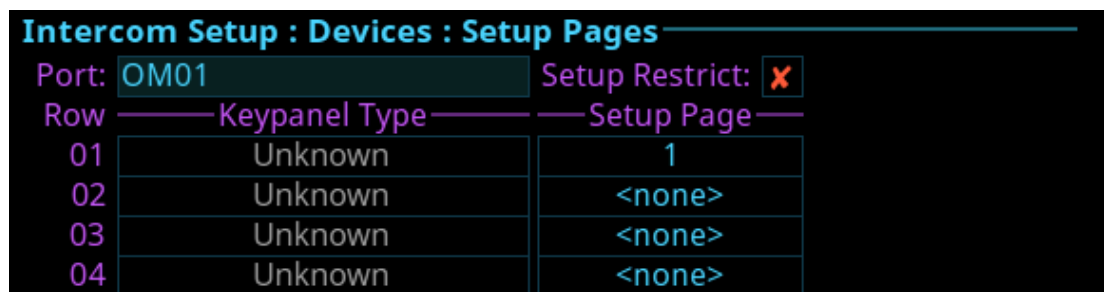 Intercom Setup : Devices : Setup Pages
Port: OM01 Setup Restrict: ✘
Row Keypanel Type Setup Page
01 Unknown 1
02 Unknown <none>
03 Unknown <none>
04 Unknown <none>